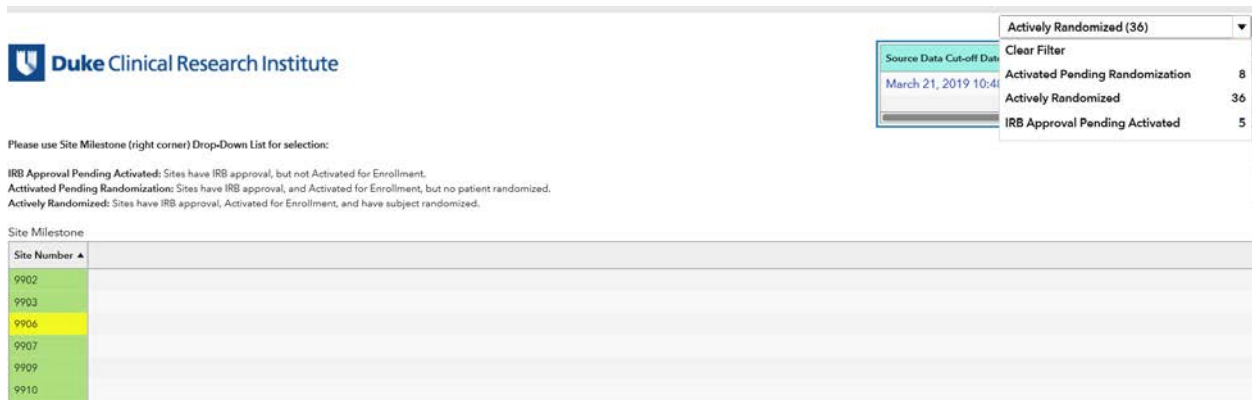 Actively Randomized (36)
Duke Clinical Research Institute
Source Data Cut-off Date
March 21, 2019
Clear Filter
Activated Pending Randomization 8
Actively Randomized 36
IRB Approval Pending Activated 5
Please use Site Milestone (right corner) Drop-Down List for selection:
IRB Approval Pending Activated: Sites have IRB approval, but not Activated for Enrollment.
Acttivated Pending Randomization: Sites have IRB approval, and Activated for Enrollment, but no patient randomized.
Actively Randomized: Sites have IRB approval, Activated for Enrollment, and have subject randomized.
Site Milestone
Site Number
9902
9903
9906
9907
9909
9910